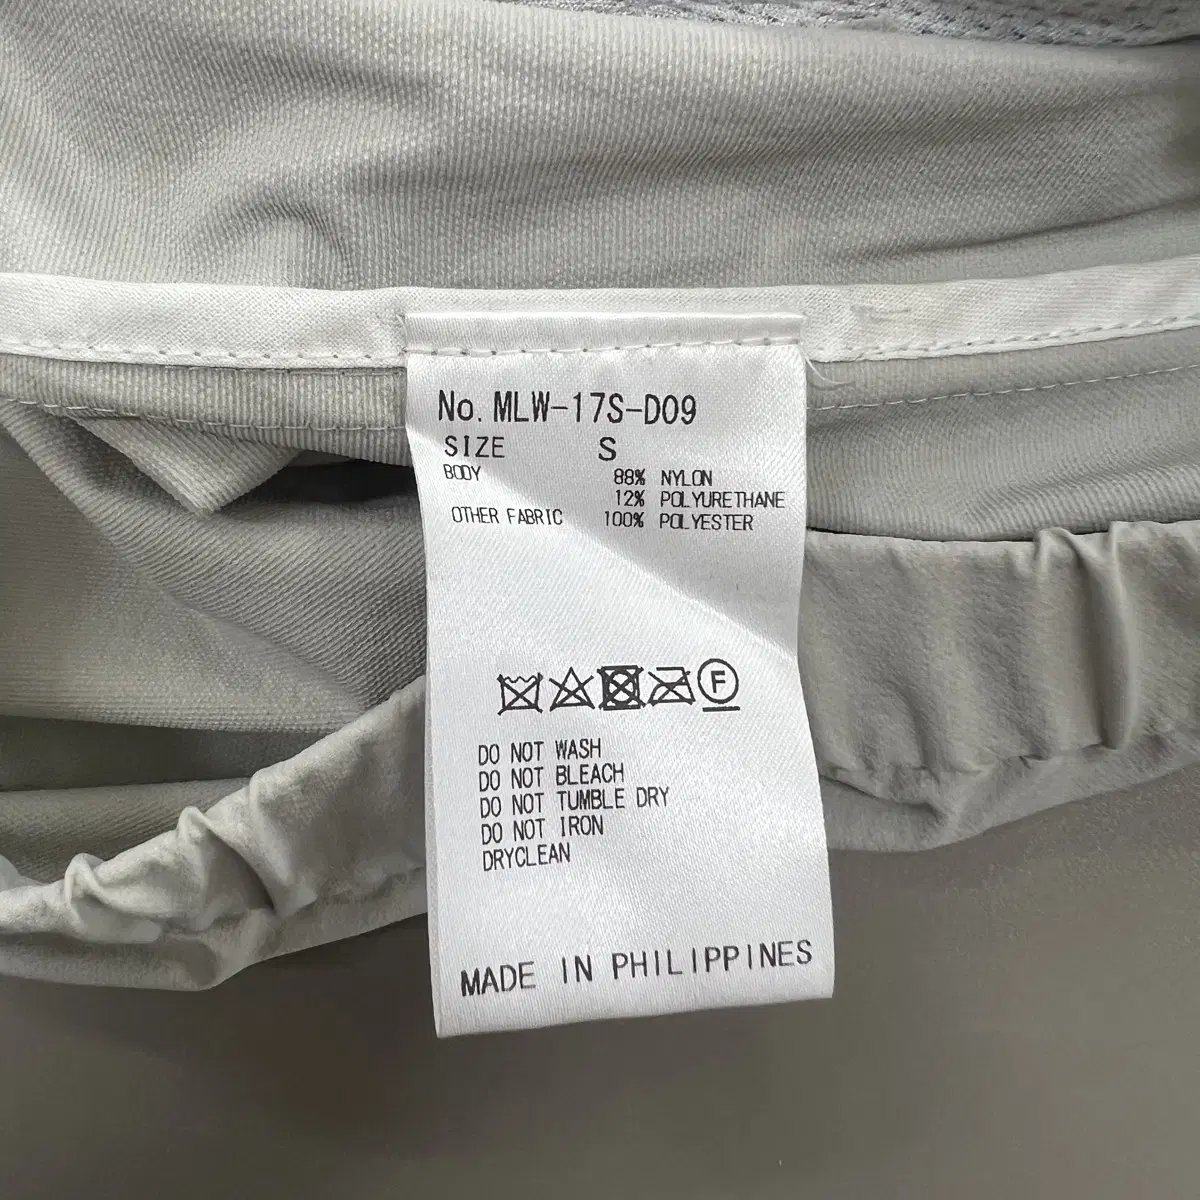 No. MLW-17S-D09
SIZE S
BODY 88% NYLON
12% POLYURETHANE
OTHER FABRIC 100% POLYESTER
F
DO NOT WASH
DO NOT BLEACH
DO NOT TUMBLE DRY
DO NOT IRON
DRYCLEAN
MADE IN PHILIPPINES